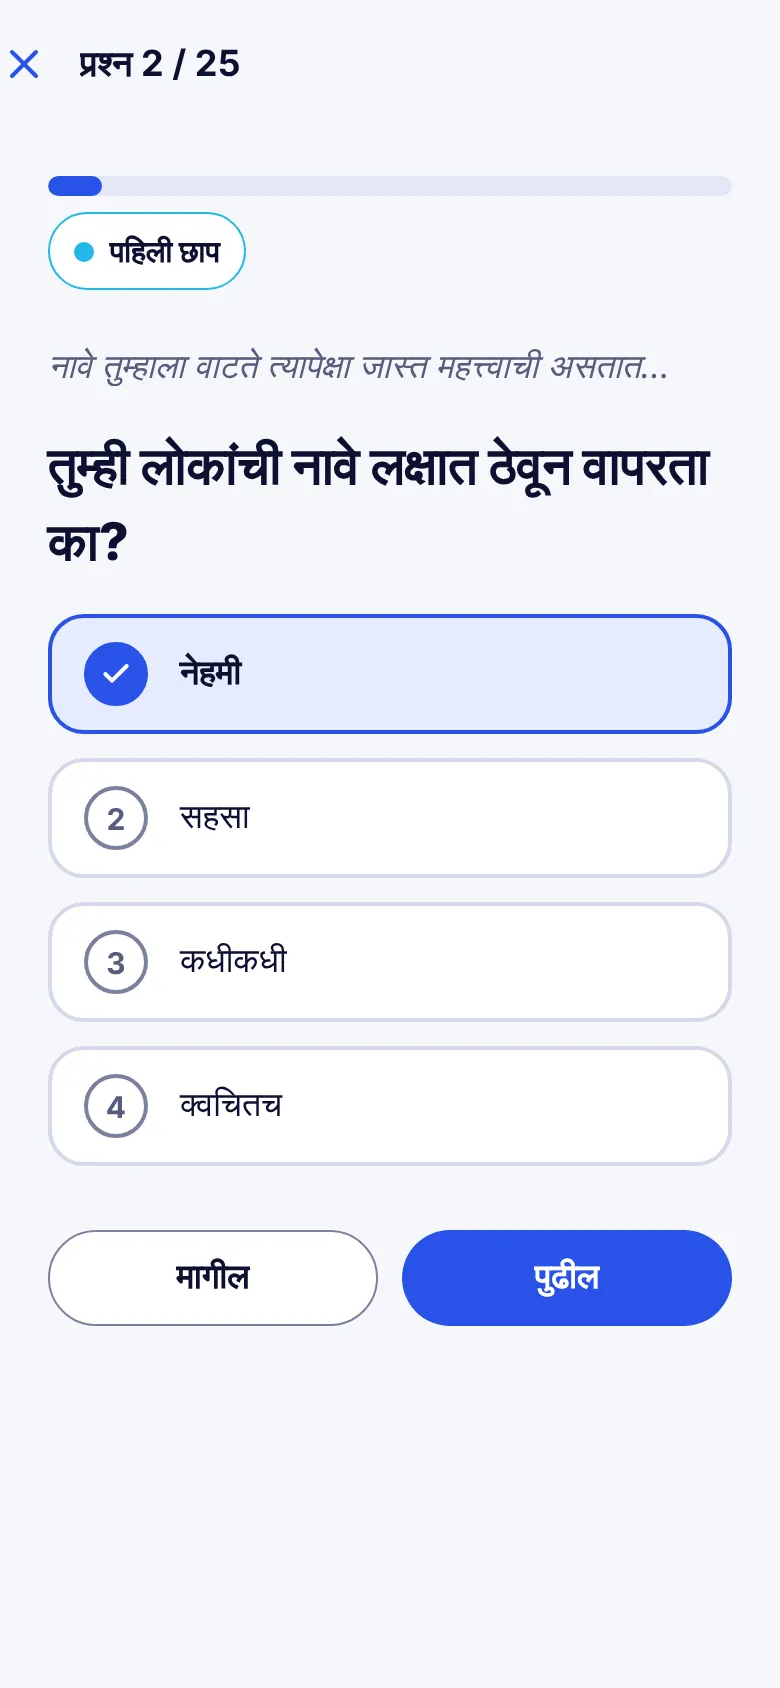 प्रश्न 2 / 25
पहिली छाप
नावे तुम्हाला वाटते त्यापेक्षा जास्त महत्त्वाची असतात...
तुम्ही लोकांची नावे लक्षात ठेवून वापरता
का?
नेहमी
2 सहसा
3 कधीकधी
4 क्वचितच
मागील
पुढील